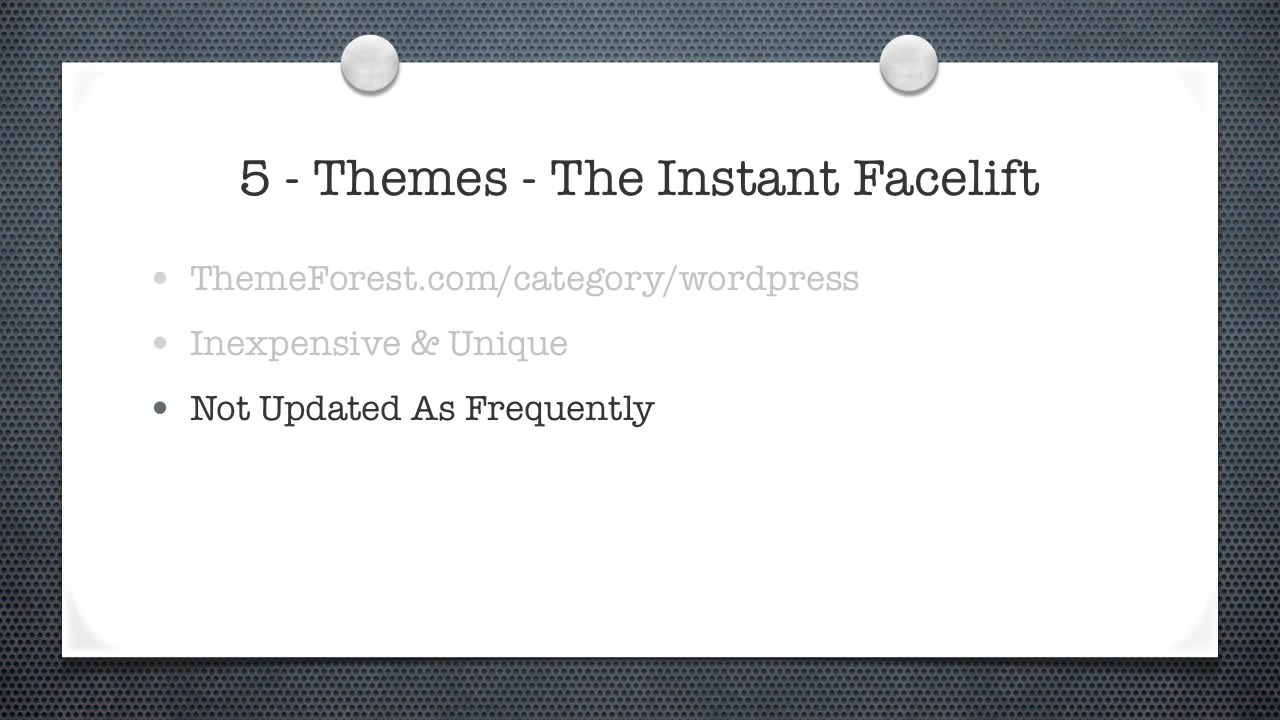 5 - Themes - The Instant Facelift
• ThemeForest.com/category/wordpress
• Inexpensive & Unique
• Not Updated As Frequently